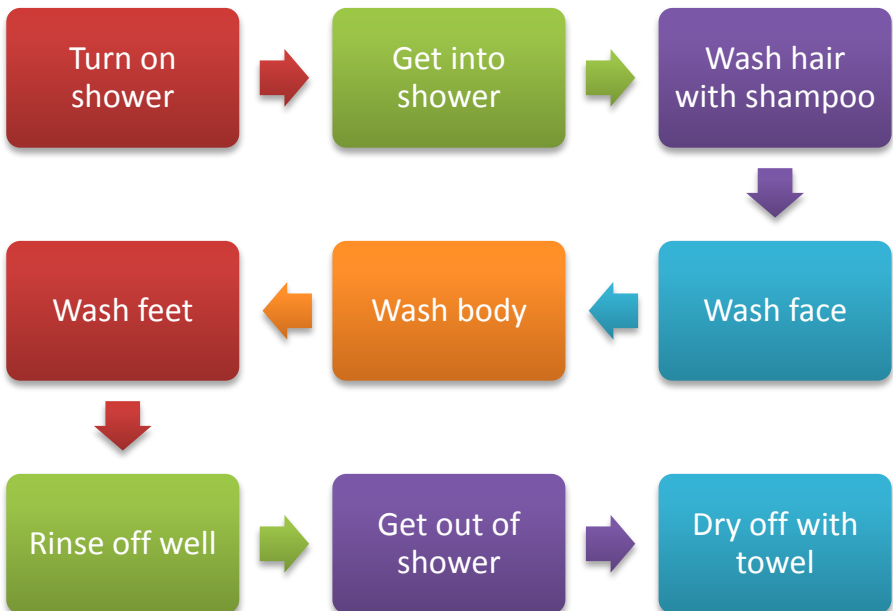 Turn on
shower
Get into
shower
Wash hair
with shampoo
Wash face
Wash body
Wash feet
Rinse off well
Get out of
shower
Dry off with
towel